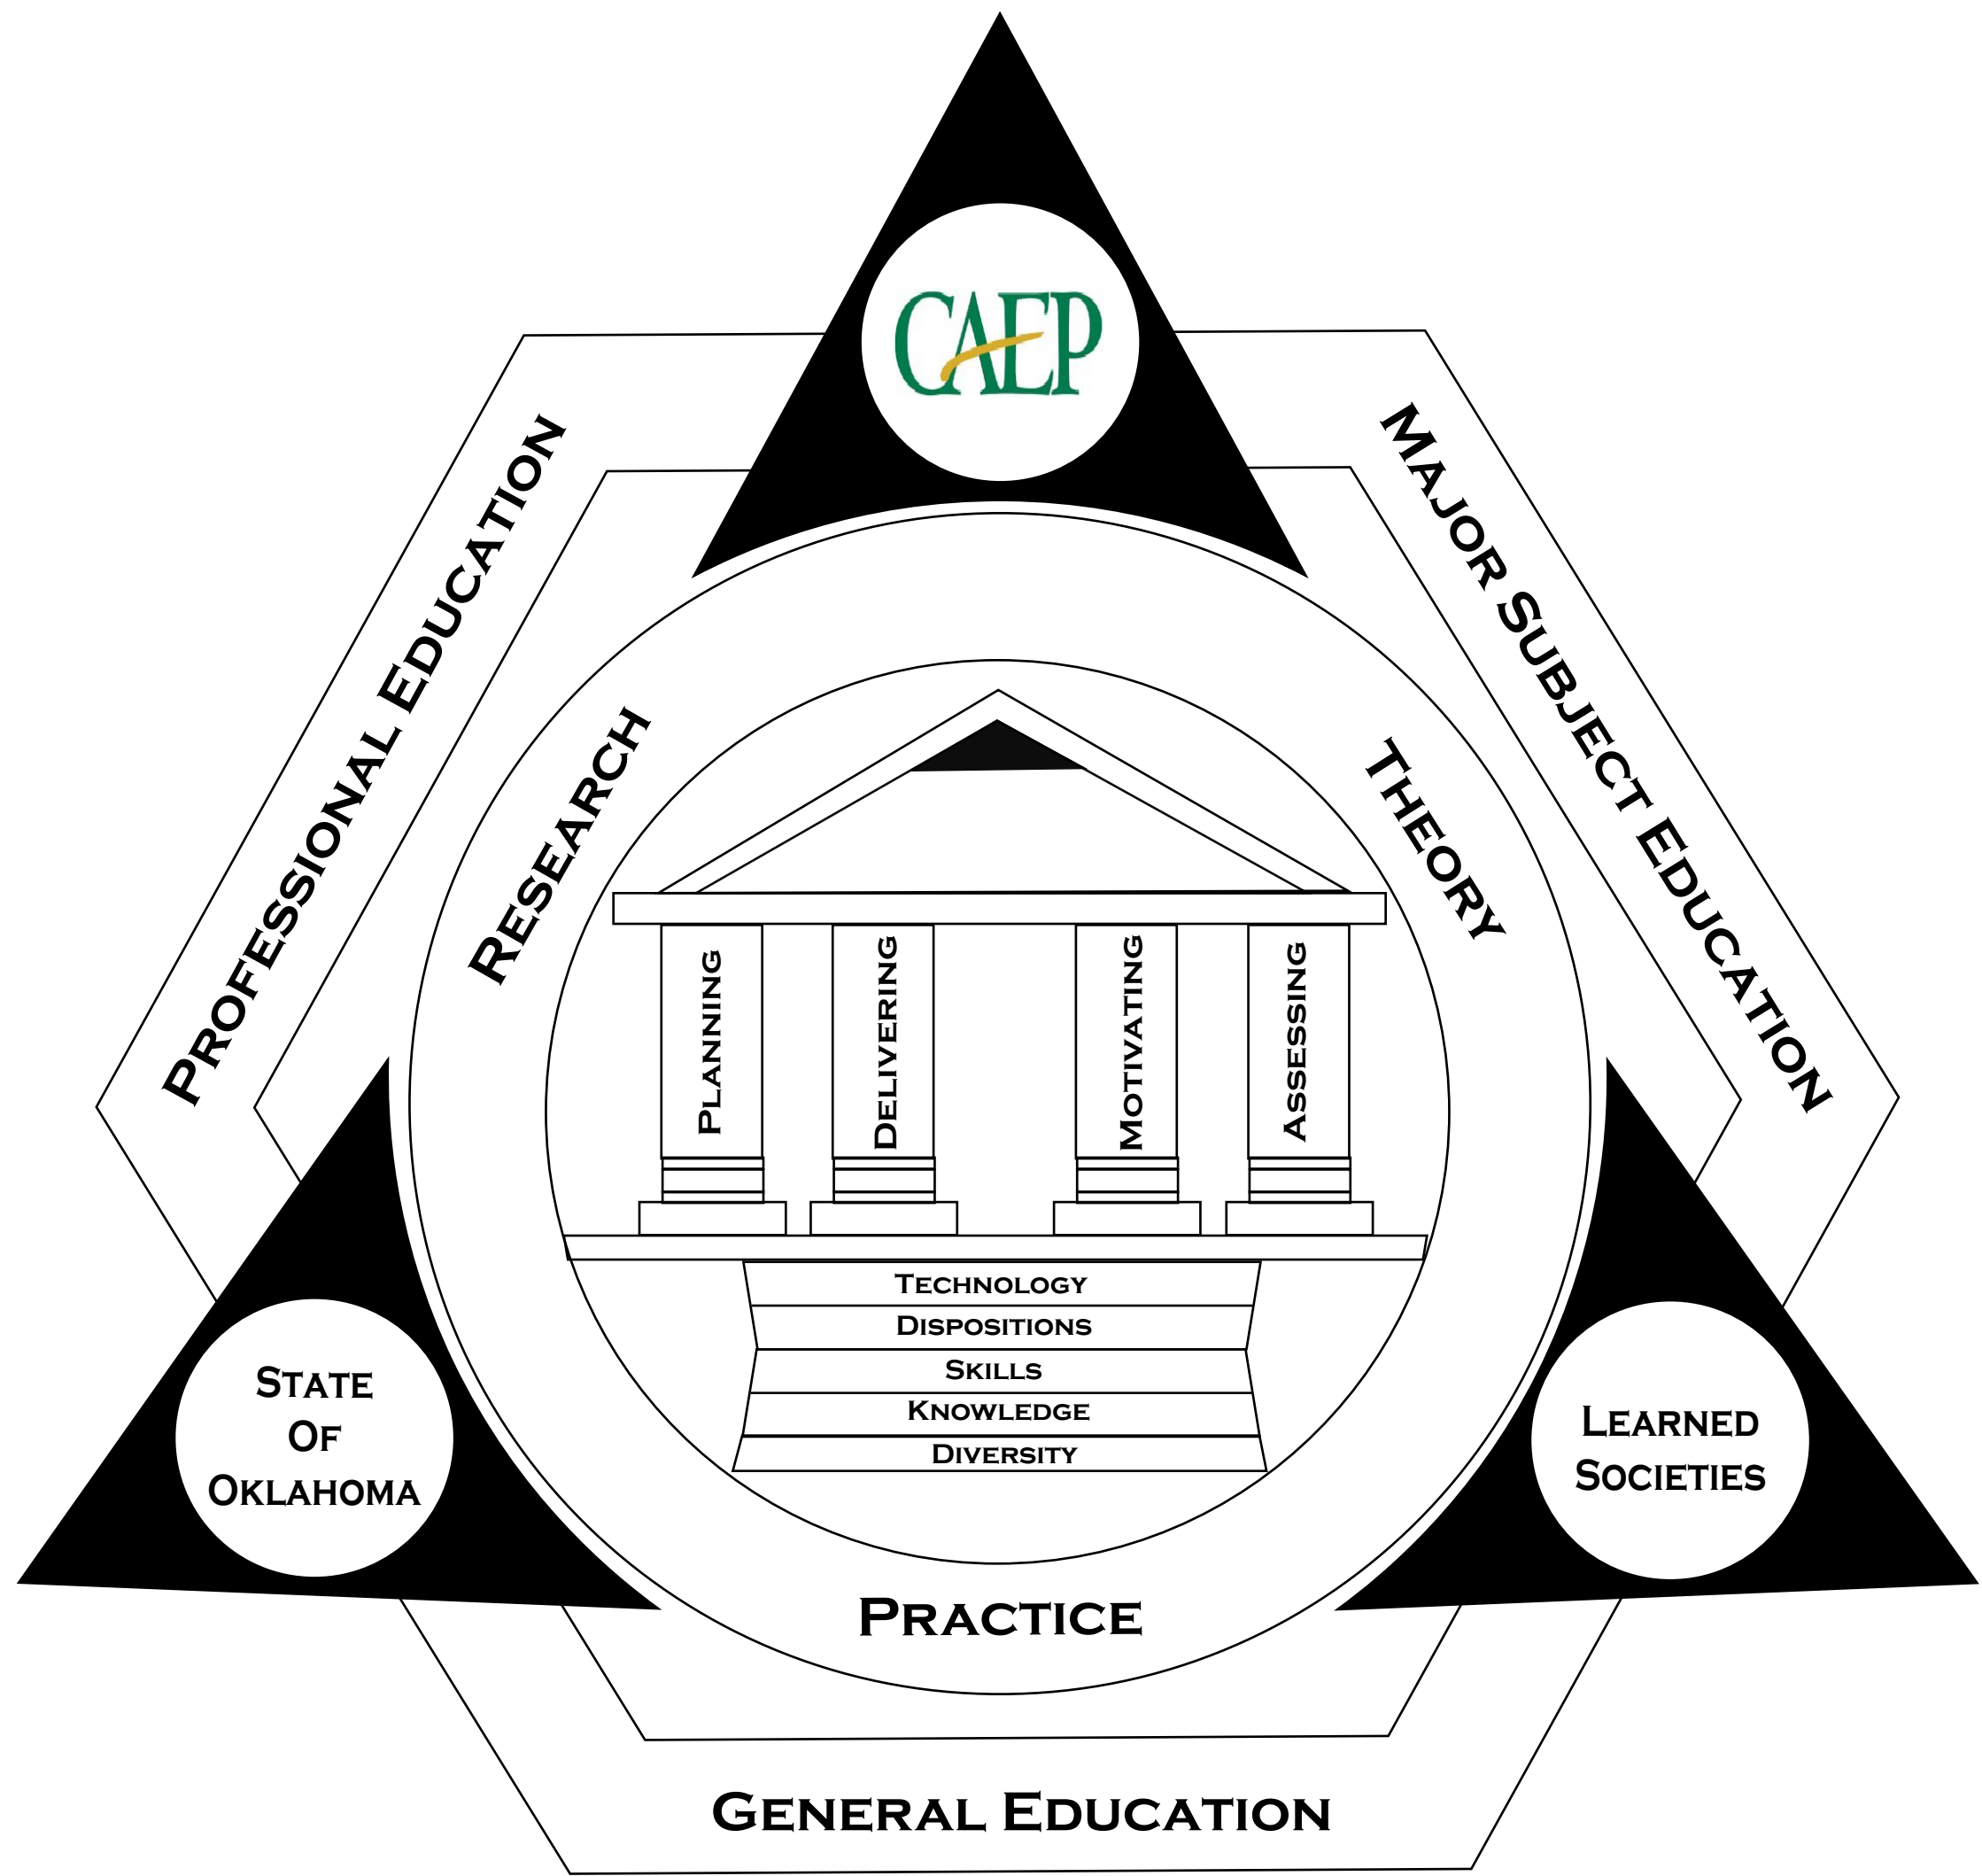 CAEP
Professional Education
Major Subject Education
Research
Theory
Planning
Delivering
Motivating
Assessing
Technology
Dispositions
Skills
Knowledge
Diversity
State
Of
Oklahoma
Learned
Societies
Practice
General Education